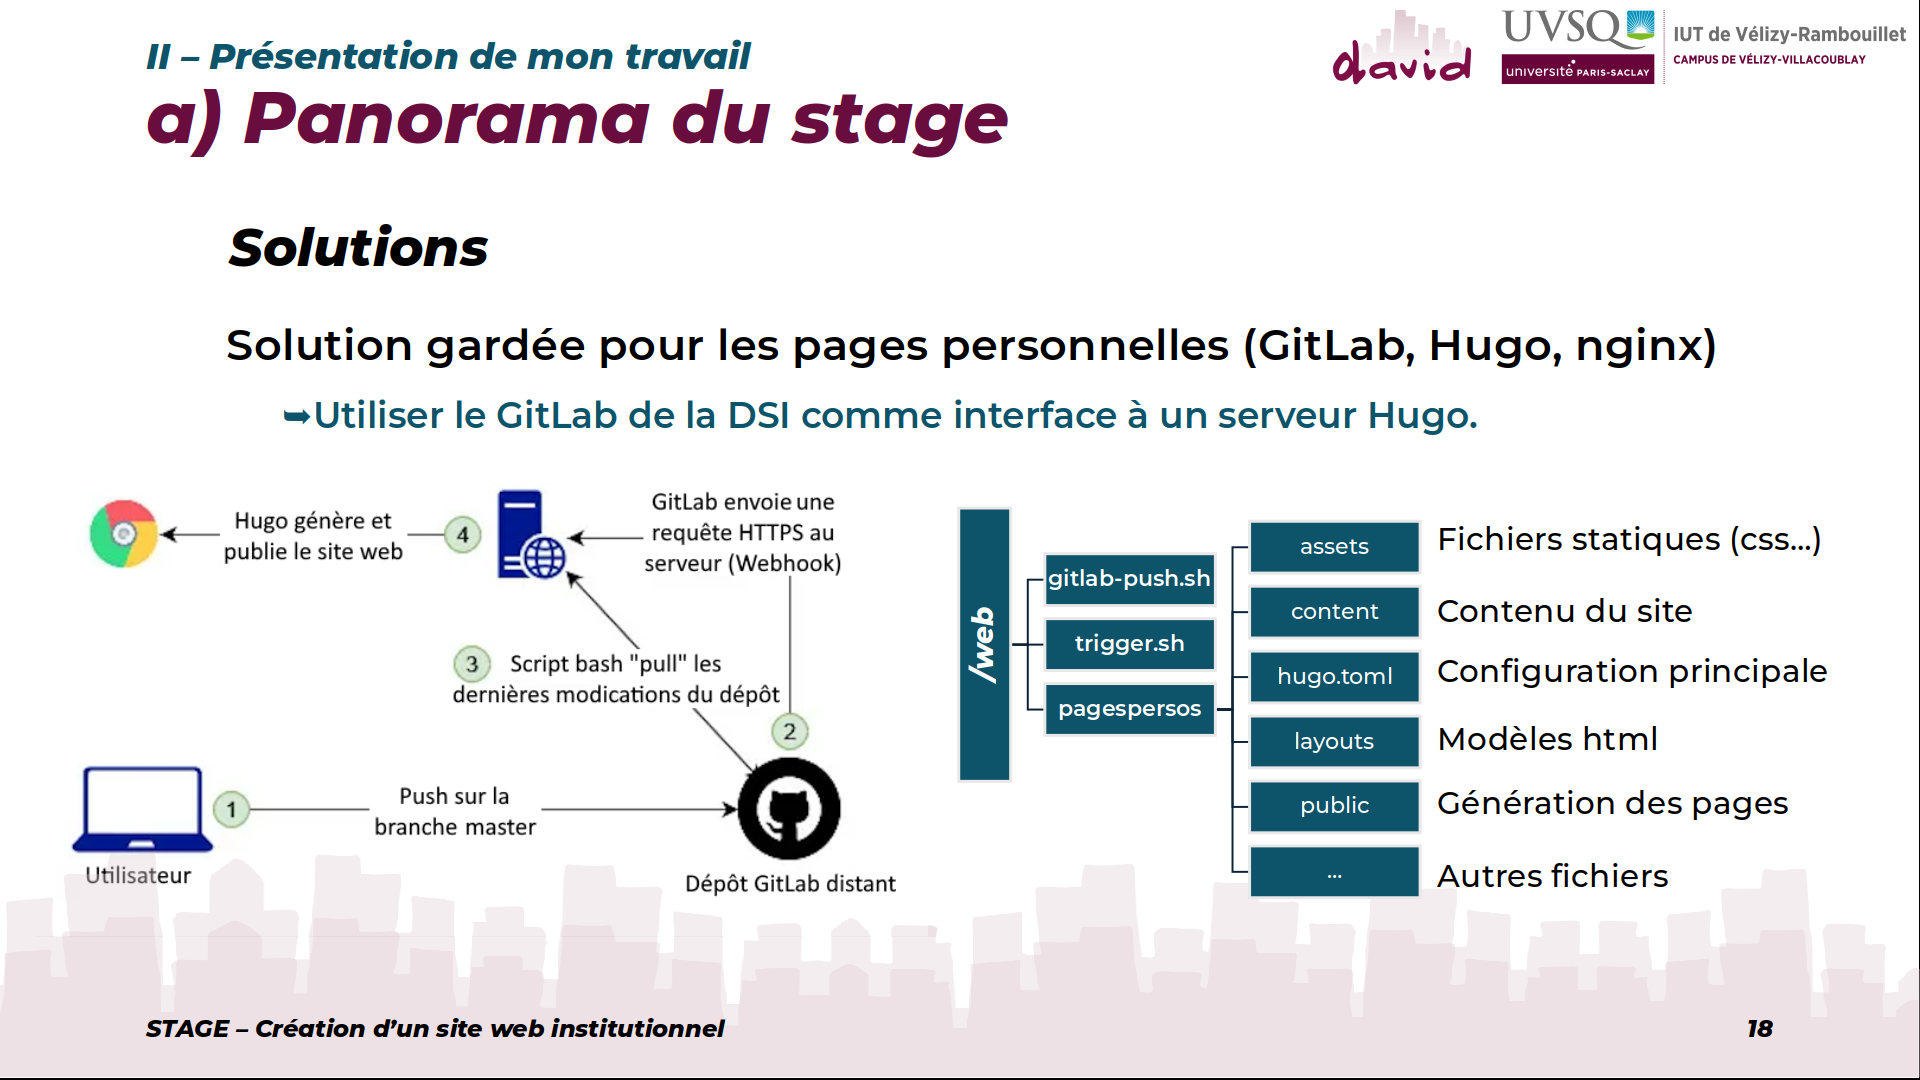 II – Présentation de mon travail
a) Panorama du stage
david
UVSQ
université PARIS-SACLAY
IUT de Vélizy-Rambouillet
CAMPUS DE VÉLIZY-VILLACOUBLAY
Solutions
Solution gardée pour les pages personnelles (GitLab, Hugo, nginx)
➥Utiliser le GitLab de la DSI comme interface à un serveur Hugo.
Hugo génère et
publie le site web
4
GitLab envoie une
requête HTTPS au
serveur (Webhook)
3 Script bash "pull" les
dernières modications du dépôt
2
1
Push sur la
branche master
Utilisateur
Dépôt GitLab distant
/web
gitlab-push.sh
trigger.sh
pagespersos
assets Fichiers statiques (css...)
content Contenu du site
hugo.toml Configuration principale
layouts Modèles html
public Génération des pages
... Autres fichiers
STAGE – Création d’un site web institutionnel
18